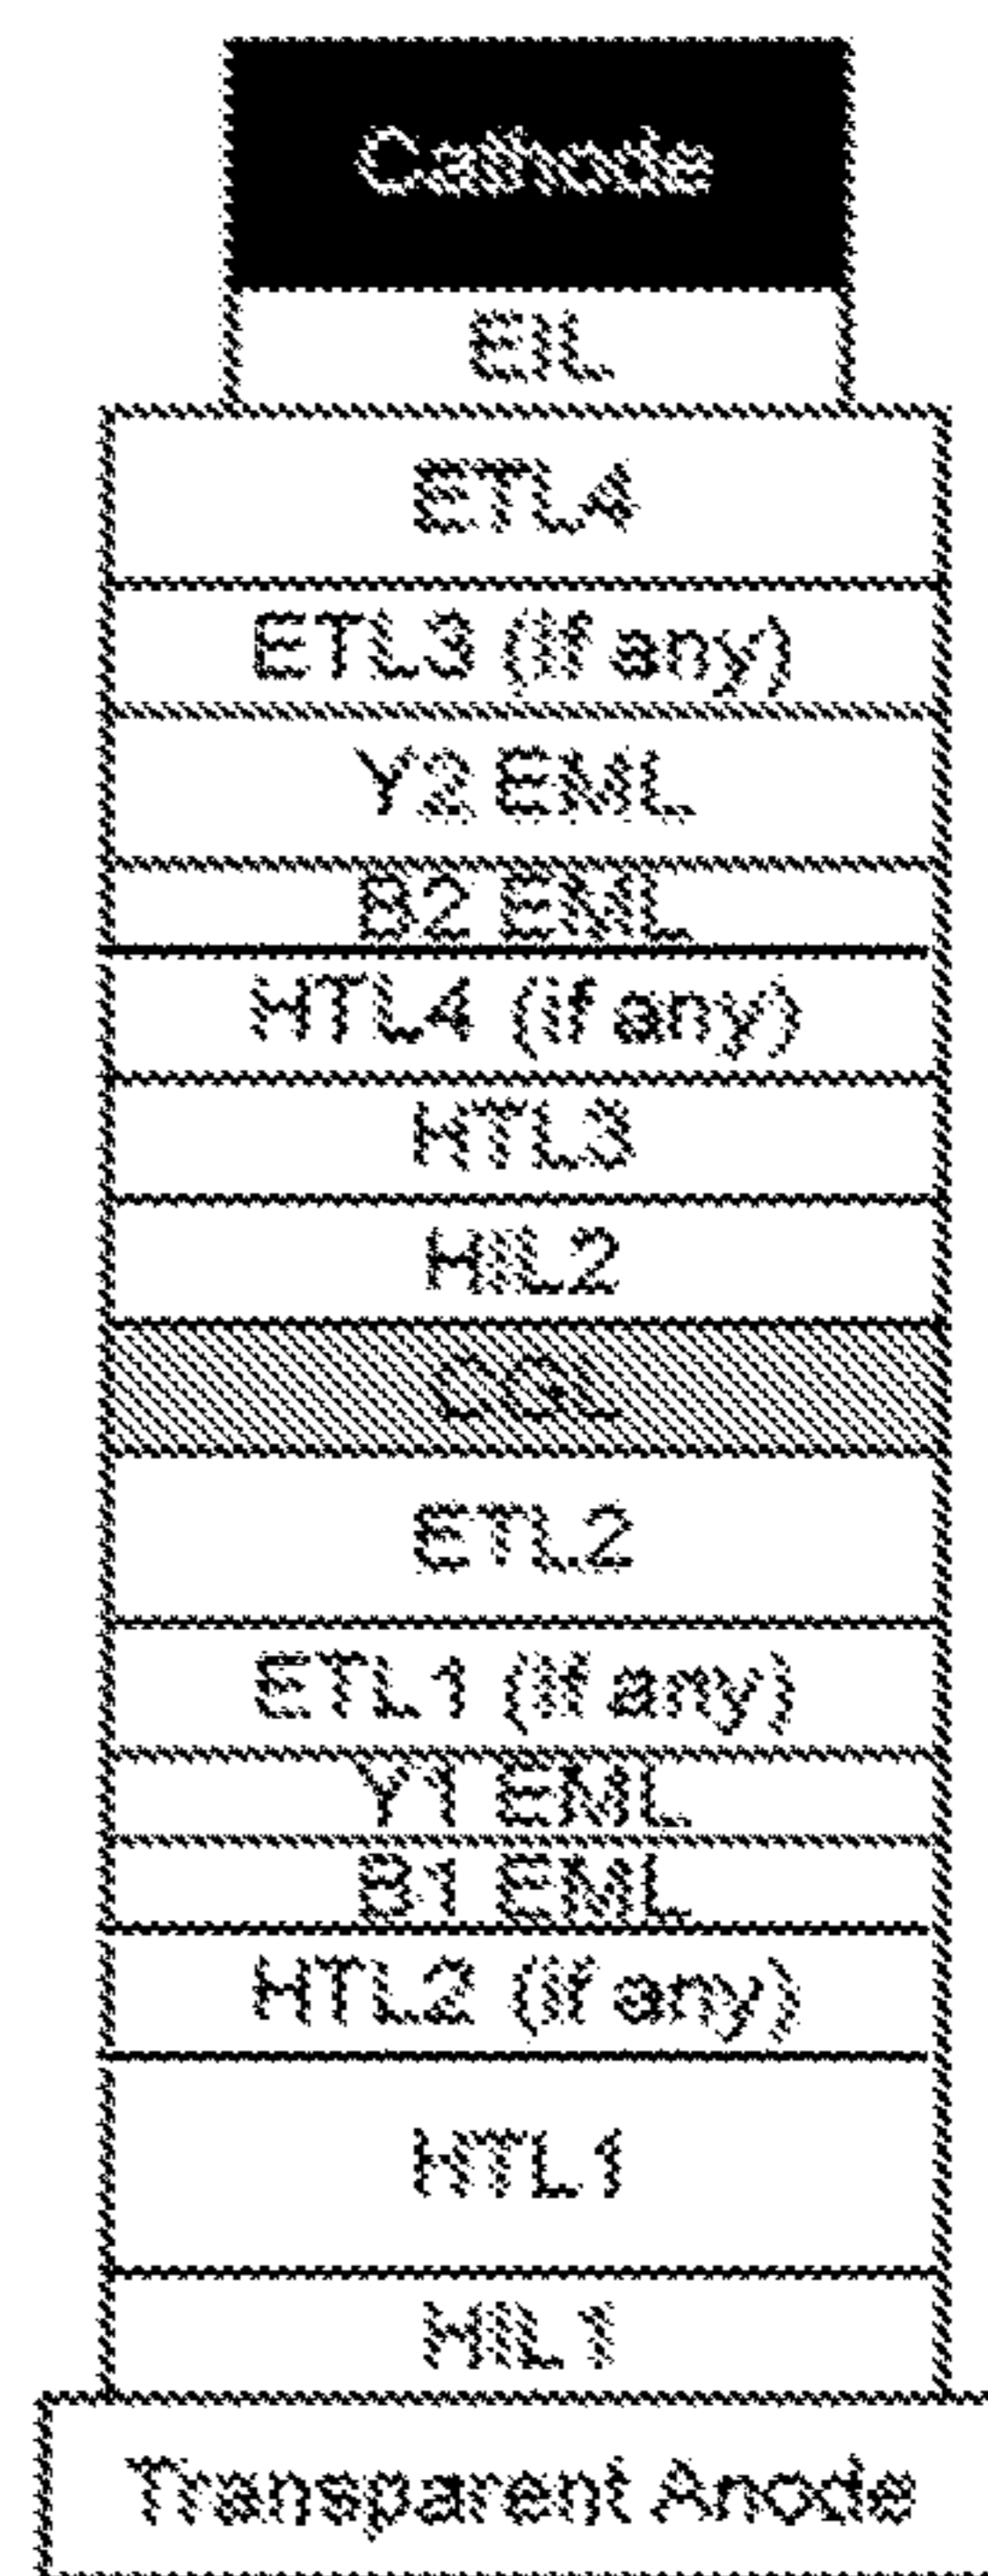 Cathode
EIL
ETL4
ETL3 (if any)
Y2 EML
B2 EML
HTL4 (if any)
HTL3
HIL2
CGL
ETL2
ETL1 (if any)
Y1 EML
B1 EML
HTL2 (if any)
HTL1
HIL1
Transparent Anode